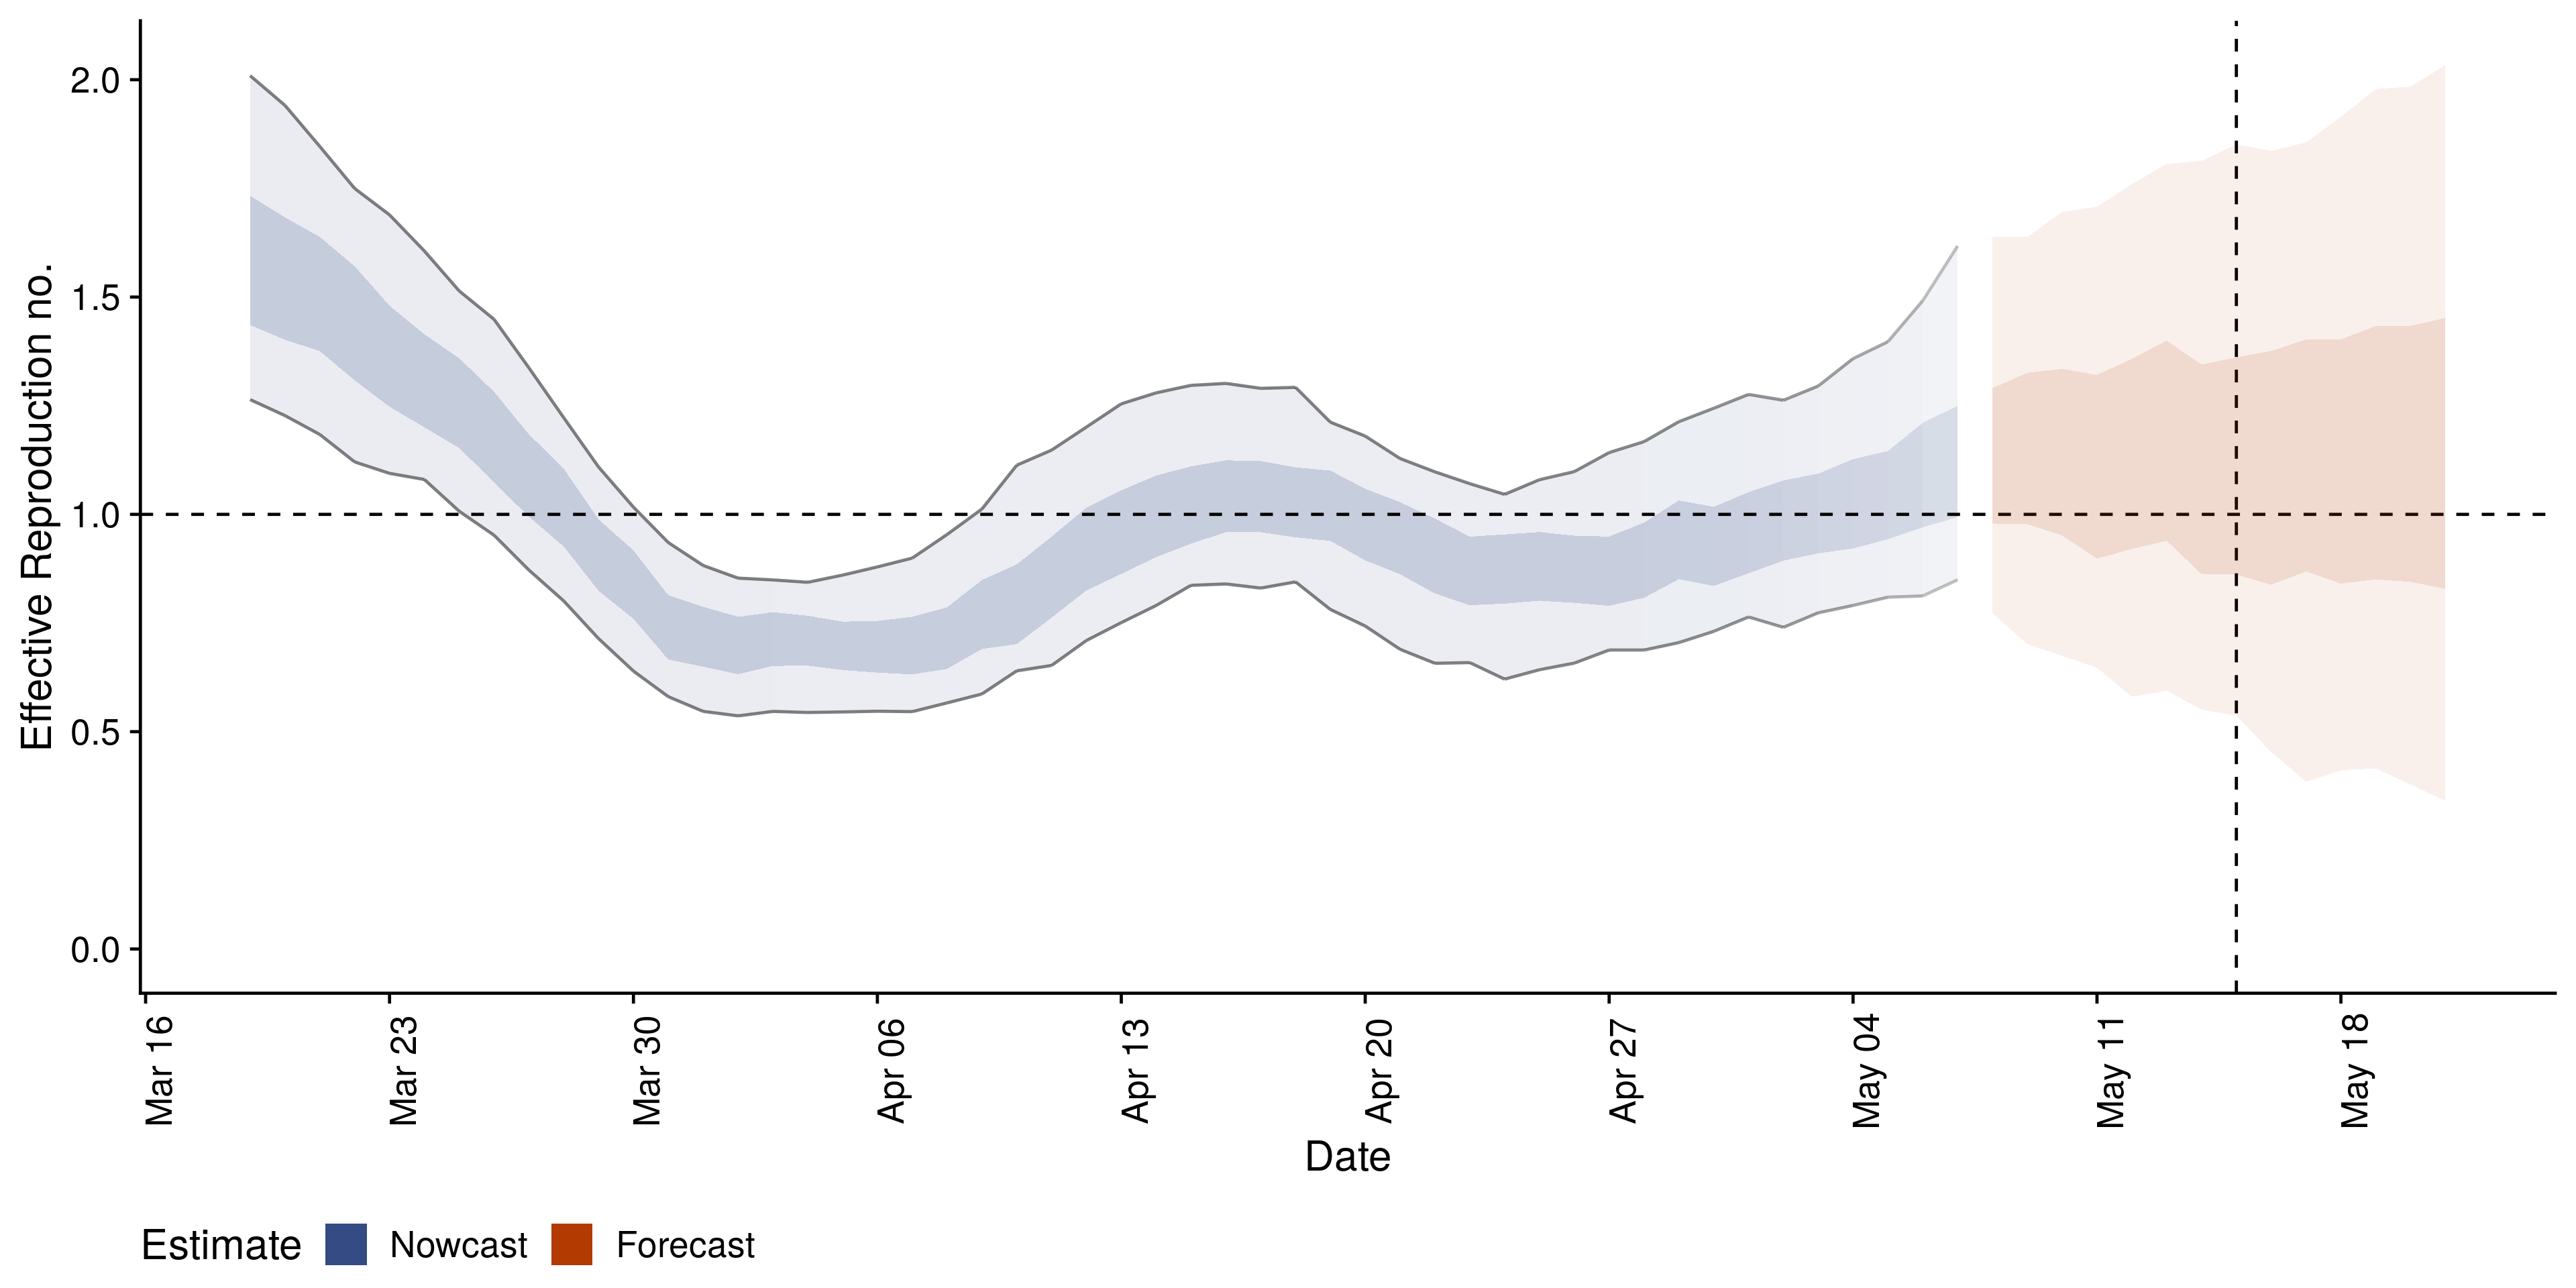 Effective Reproduction no.
2.0
1.5
1.0
0.5
0.0
Mar 16
Mar 23
Mar 30
Apr 06
Apr 13
Apr 20
Apr 27
May 04
May 11
May 18
Date
Estimate Nowcast Forecast